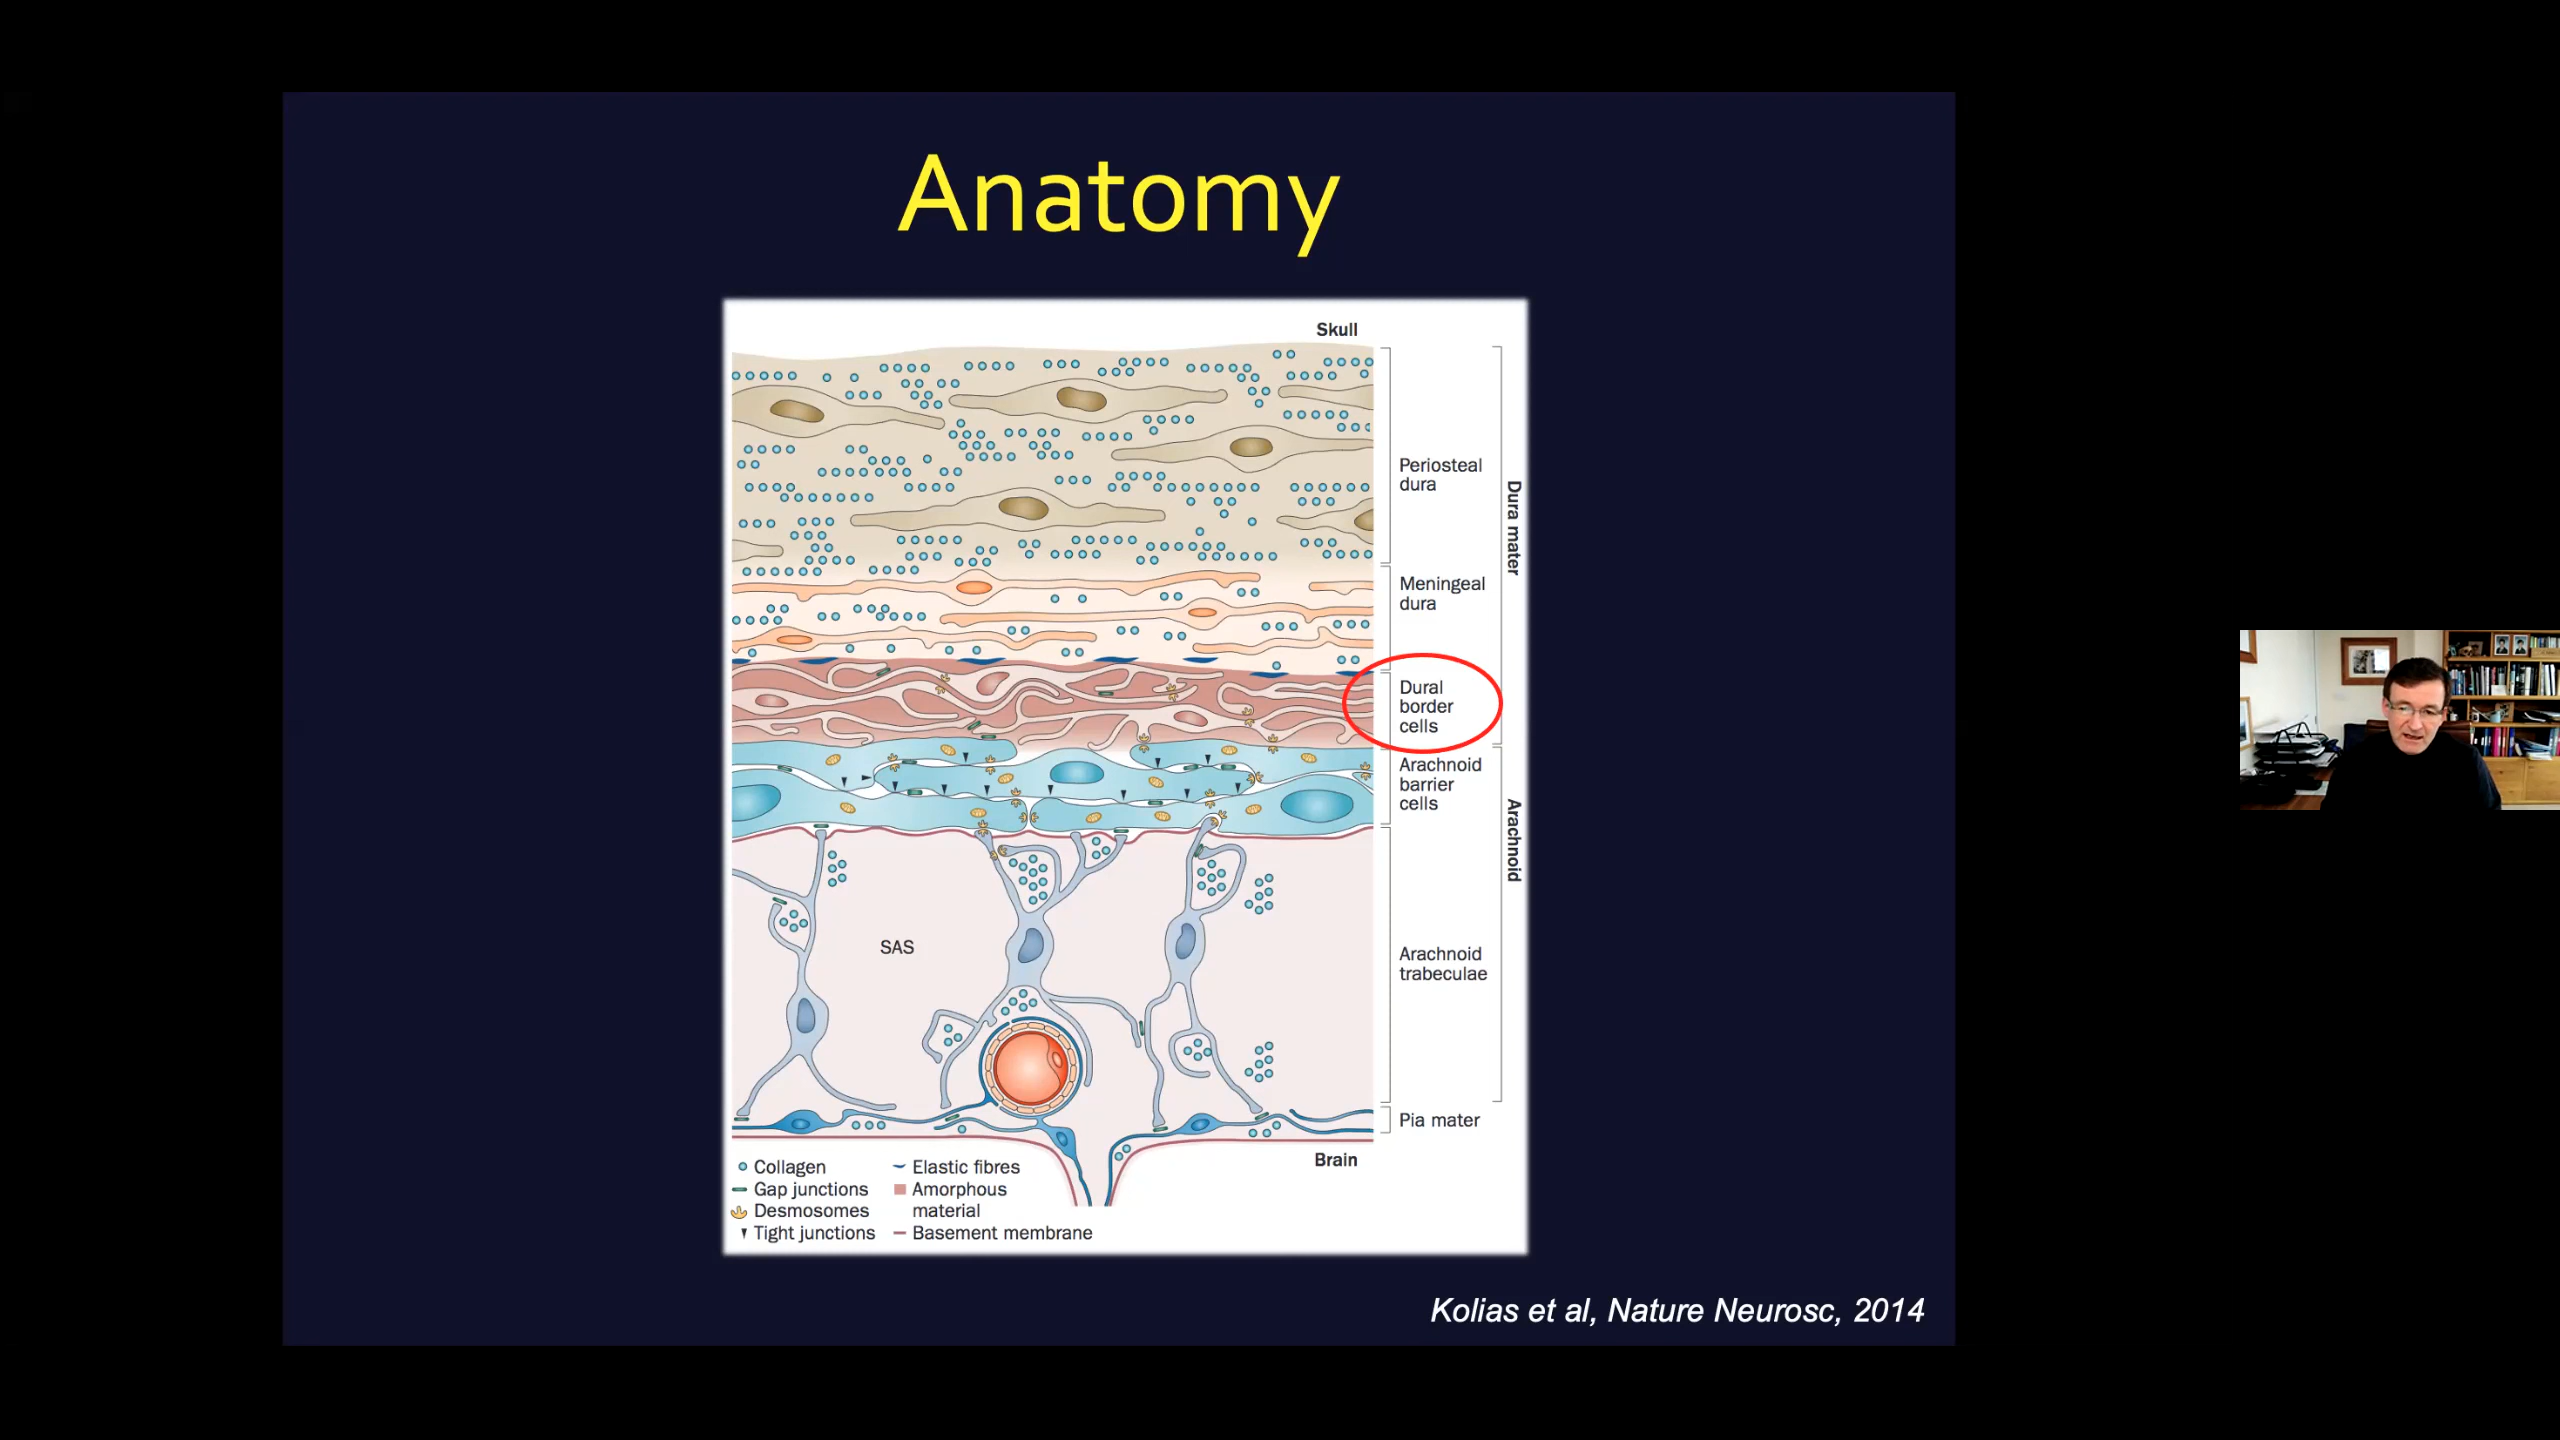 Anatomy
Skull
Periosteal
dura
Dura mater
Meningeal
dura
Dural
border
cells
Arachnoid
barrier
cells
Arachnoid
SAS
Arachnoid
trabeculae
Pia mater
Brain
Collagen
Gap junctions
Desmosomes
Tight junctions
Elastic fibres
Amorphous
material
Basement membrane
Kolias et al, Nature Neurosc, 2014